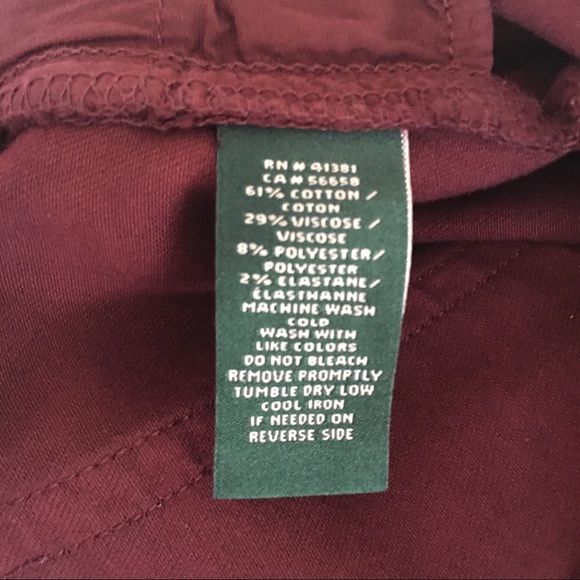 RN # 41381
CA # 56658
61% COTTON /
COTON
29% VISCOSE /
VISCOSE
8% POLYESTER/
POLYESTER
2% ELASTANE/
ÉLASTHANNE
MACHINE WASH
COLD
WASH WITH
LIKE COLORS
DO NOT BLEACH
REMOVE PROMPTLY
TUMBLE DRY LOW
COOL IRON
IF NEEDED ON
REVERSE SIDE